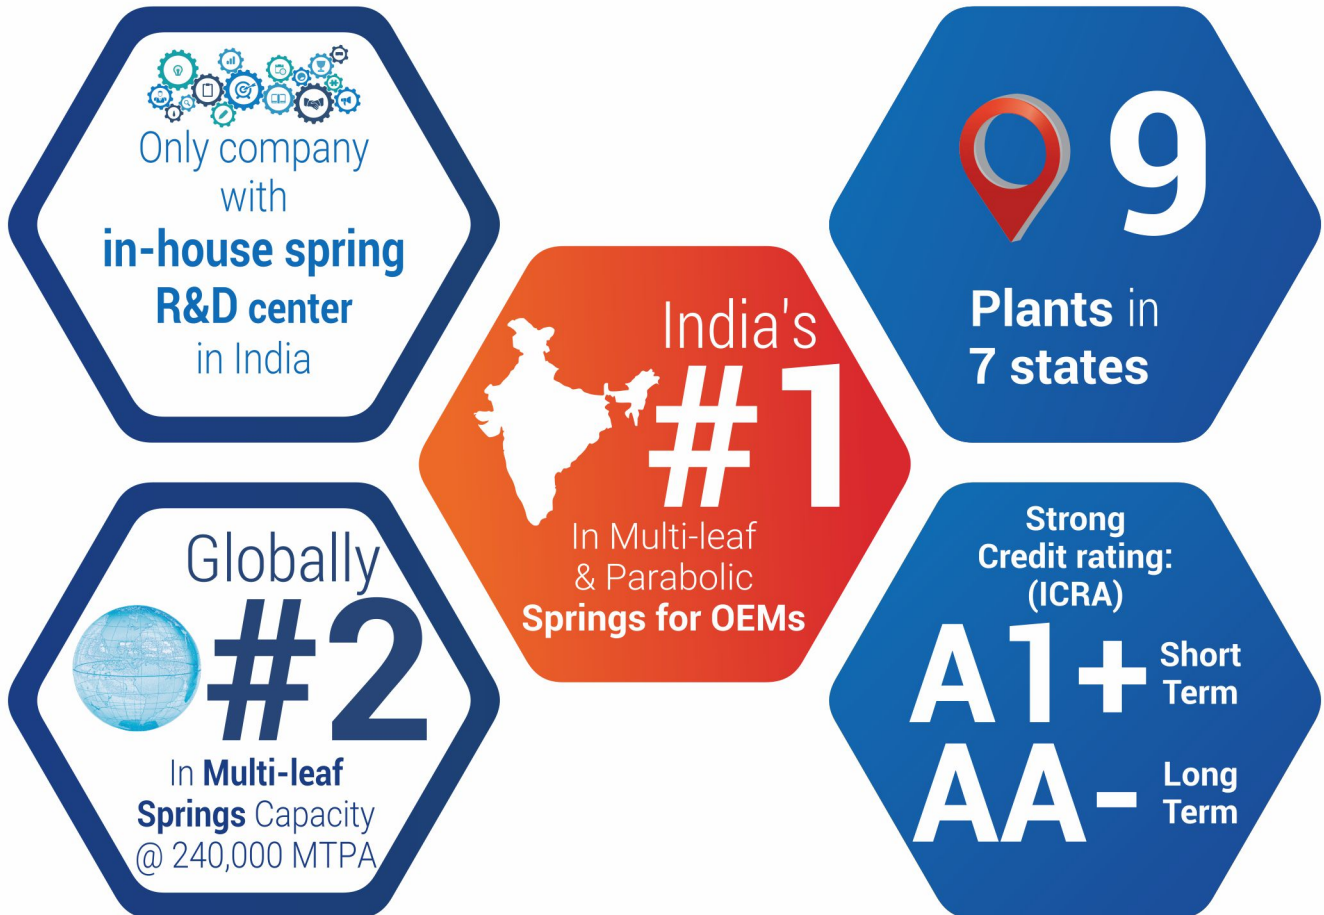 Only company
with
in-house spring
R&D center
in India
9
Plants in
7 states
India's
#1
In Multi-leaf
& Parabolic
Springs for OEMs
Globally
#2
In Multi-leaf
Springs Capacity
@ 240,000 MTPA
Strong
Credit rating:
(ICRA)
A1+ Short
Term
AA- Long
Term